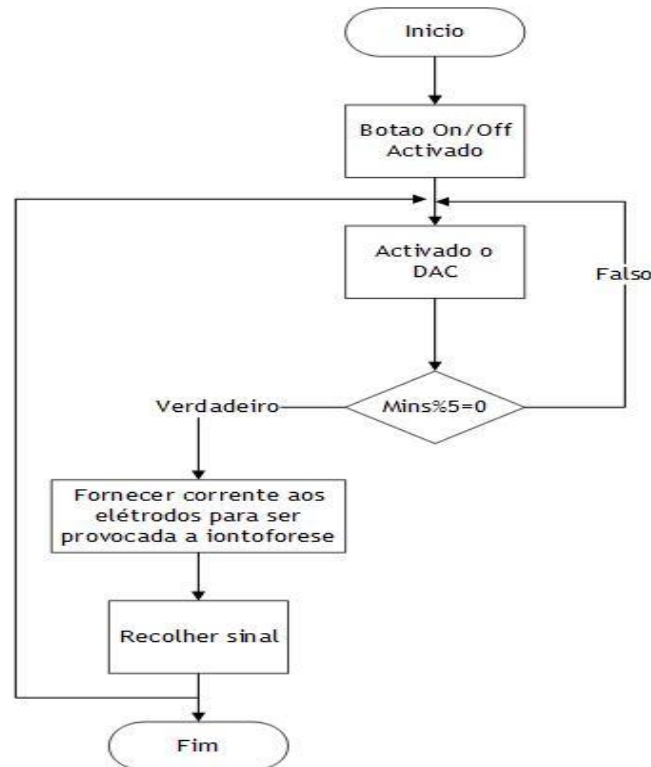 Inicio
Botao On/Off
Activado
Activado o
DAC
Falso
Mins%5=0
Verdadeiro
Fornecer corrente aos
elétrodos para ser
provocada a iontoforese
Recolher sinal
Fim